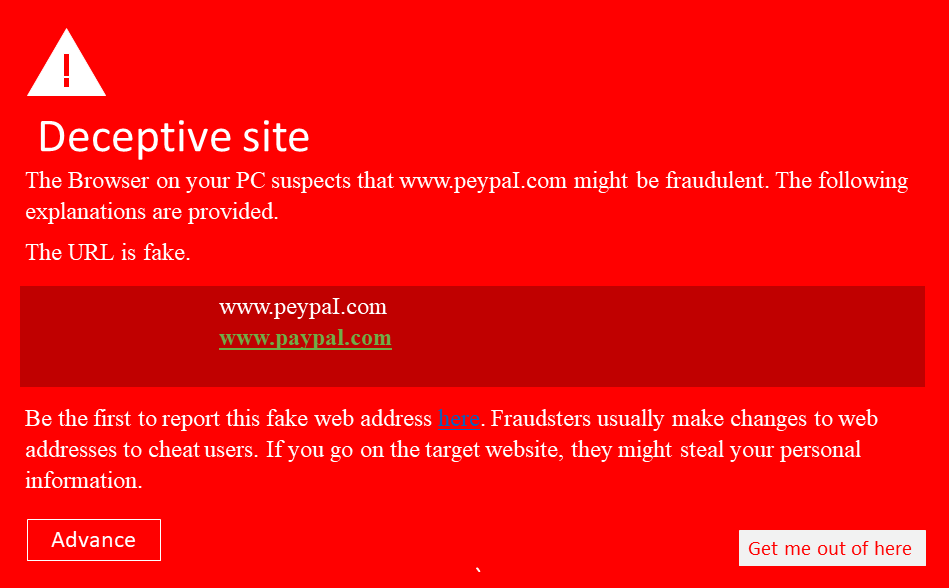 !
Deceptive site
The Browser on your PC suspects that www.peypaI.com might be fraudulent. The following
explanations are provided.
The URL is fake.
www.peypaI.com
www.paypal.com
Be the first to report this fake web address here. Fraudsters usually make changes to web
addresses to cheat users. If you go on the target website, they might steal your personal
information.
Advance
Get me out of here
`